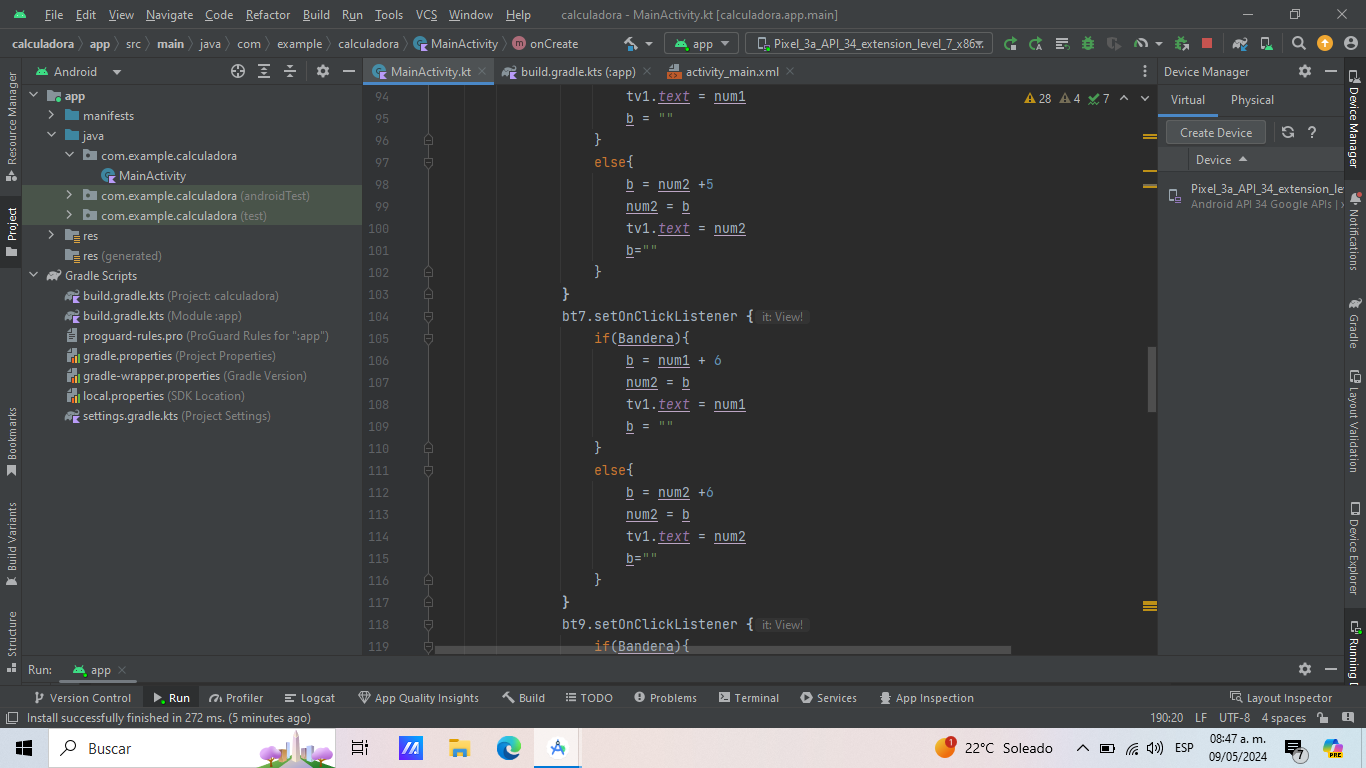 File Edit View Navigate Code Refactor Build Run Tools VCS Window Help calculadora - MainActivity.kt [calculadora.app.main]
calculadora app src main java com example calculadora MainActivity onCreate app Pixel_3a_API_34_extension_level_7_x86
Android
MainActivity.kt build.gradle.kts (:app) activity_main.xml
Device Manager
Resource Manager
Project
Bookmarks
Build Variants
Structure
app
manifests
java
com.example.calculadora
MainActivity
com.example.calculadora (androidTest)
com.example.calculadora (test)
res
res (generated)
Gradle Scripts
build.gradle.kts (Project: calculadora)
build.gradle.kts (Module :app)
proguard-rules.pro (ProGuard Rules for ":app")
gradle.properties (Project Properties)
gradle-wrapper.properties (Gradle Version)
local.properties (SDK Location)
settings.gradle.kts (Project Settings)
28 4 7
94 tv1.text = num1
95 b = ""
96 }
97 else{
98 b = num2 +5
99 num2 = b
100 tv1.text = num2
101 b=""
102 }
103 }
104 bt7.setOnClickListener { it: View!
105 if(Bandera){
106 b = num1 + 6
107 num2 = b
108 tv1.text = num1
109 b = ""
110 }
111 else{
112 b = num2 +6
113 num2 = b
114 tv1.text = num2
115 b=""
116 }
117 }
118 bt9.setOnClickListener { it: View!
119 if(Bandera){
Virtual Physical
Create Device ?
Device
Pixel_3a_API_34_extension_le
Android API 34 Google APIs | x
Device Manager
Notifications
Gradle
Layout Validation
Device Explorer
Running
Run: app
Version Control Run Profiler Logcat App Quality Insights Build TODO Problems Terminal Services App Inspection Layout Inspector
Install successfully finished in 272 ms. (5 minutes ago) 190:20 LF UTF-8 4 spaces
Buscar 1 22°C Soleado ESP 08:47 a. m. 7 PRE
09/05/2024